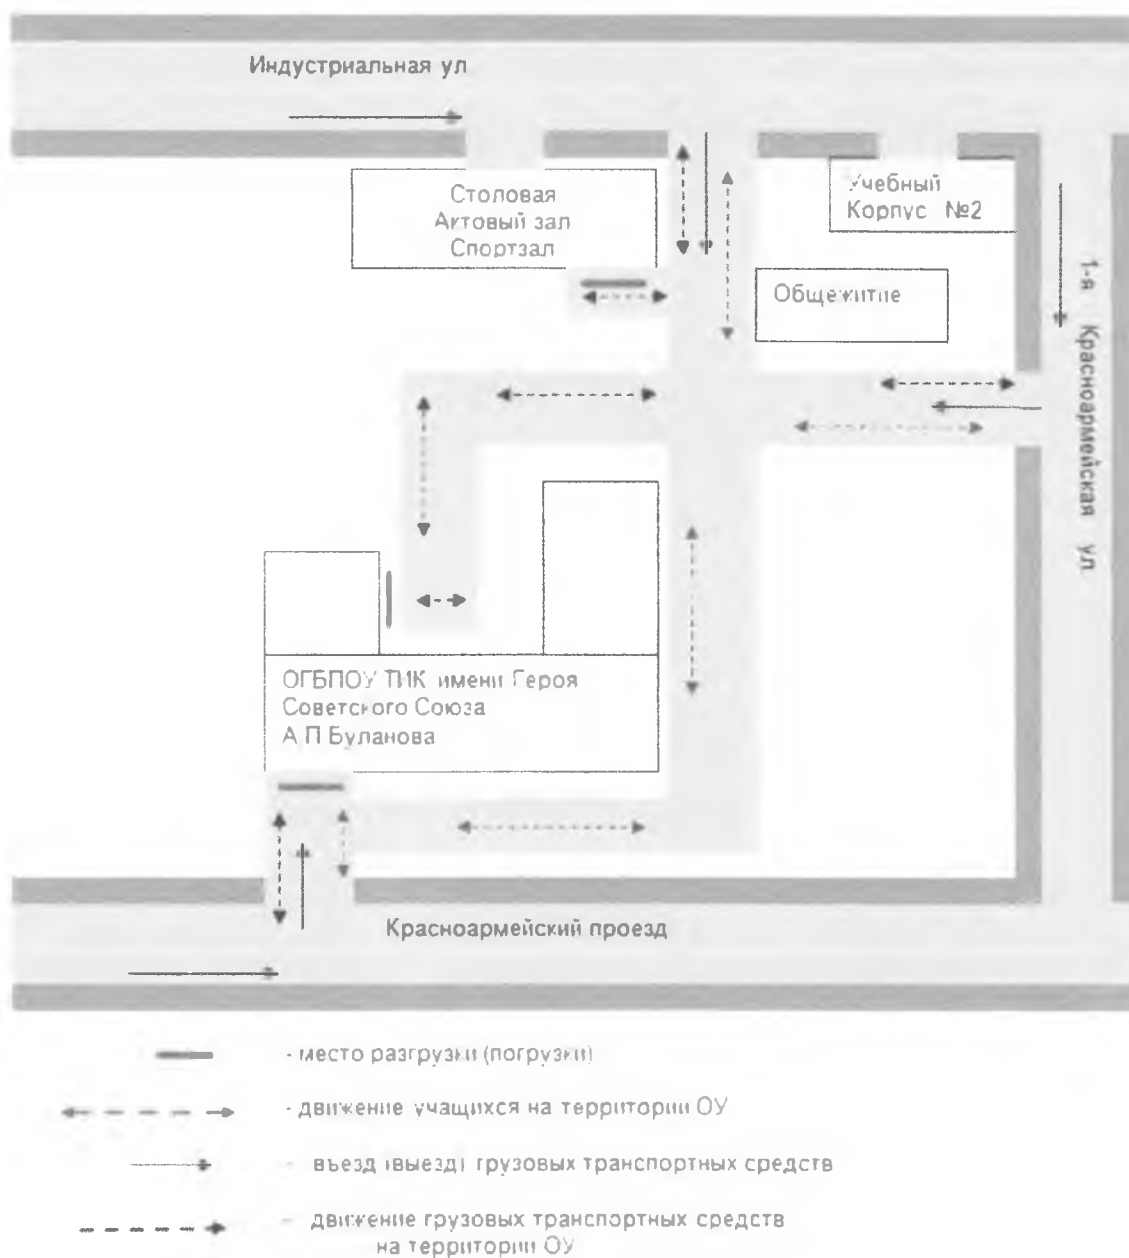 Индустриальная ул
Столовая
Актовый зал
Спортзал
Учебный
Корпус №2
Общежитие
1-я Красноармейская ул.
ОГБПОУ ТИК имени Героя
Советского Союза
А П Буланова
Красноармейский проезд
- место разгрузки (погрузки)
- движение учащихся на территории ОУ
- въезд (выезд) грузовых транспортных средств
- движение грузовых транспортных средств
на территории ОУ